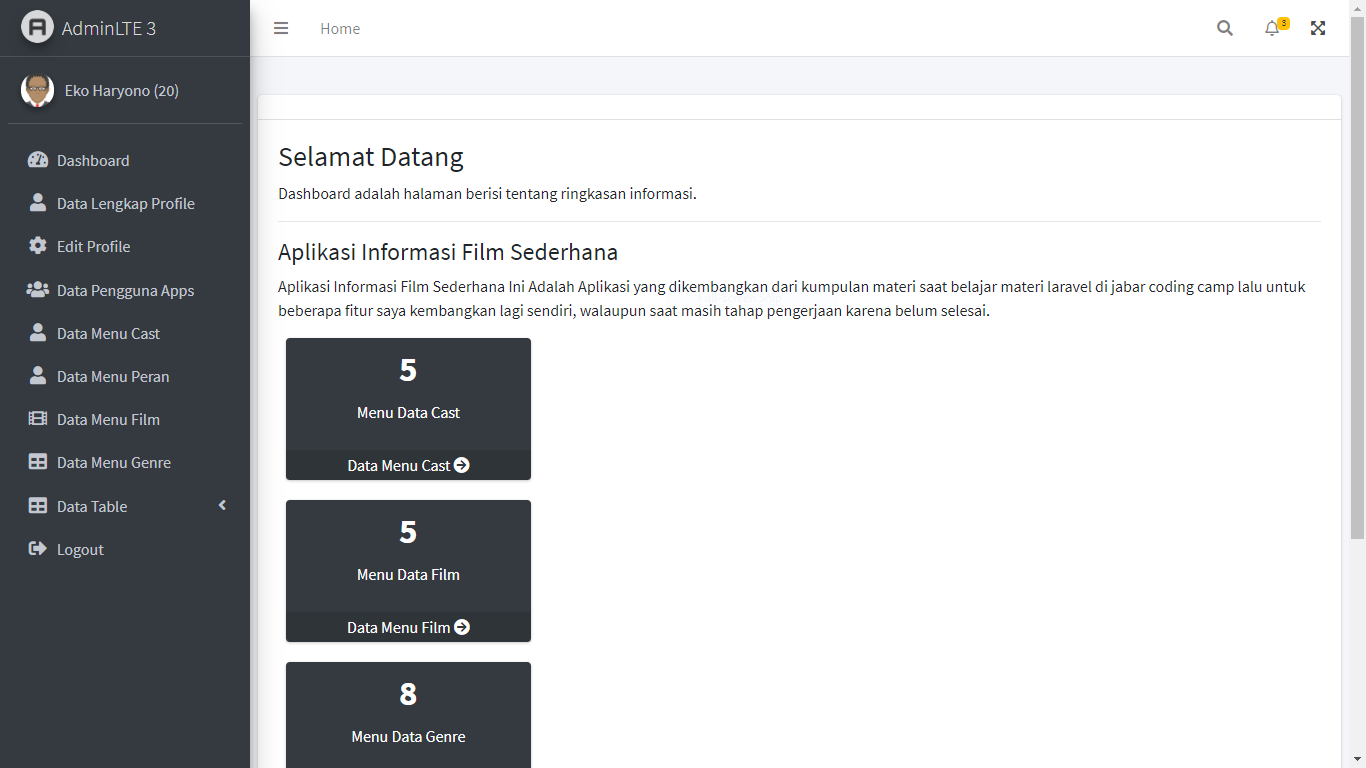 AdminLTE 3
Home
3
Eko Haryono (20)
Dashboard
Data Lengkap Profile
Edit Profile
Data Pengguna Apps
Data Menu Cast
Data Menu Peran
Data Menu Film
Data Menu Genre
Data Table
Logout
Selamat Datang
Dashboard adalah halaman berisi tentang ringkasan informasi.
Aplikasi Informasi Film Sederhana
Aplikasi Informasi Film Sederhana Ini Adalah Aplikasi yang dikembangkan dari kumpulan materi saat belajar materi laravel di jabar coding camp lalu untuk
beberapa fitur saya kembangkan lagi sendiri, walaupun saat masih tahap pengerjaan karena belum selesai.
5
Menu Data Cast
Data Menu Cast
5
Menu Data Film
Data Menu Film
8
Menu Data Genre